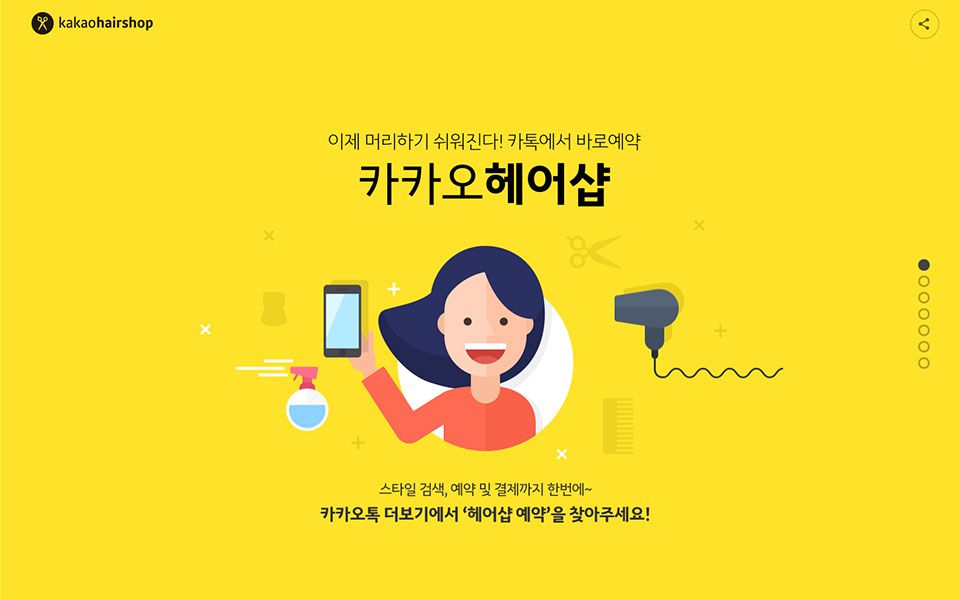 kakaohairshop
이제 머리하기 쉬워진다! 카톡에서 바로예약
카카오헤어샵
스타일 검색, 예약 및 결제까지 한번에~
카카오톡 더보기에서 ‘헤어샵 예약’을 찾아주세요!